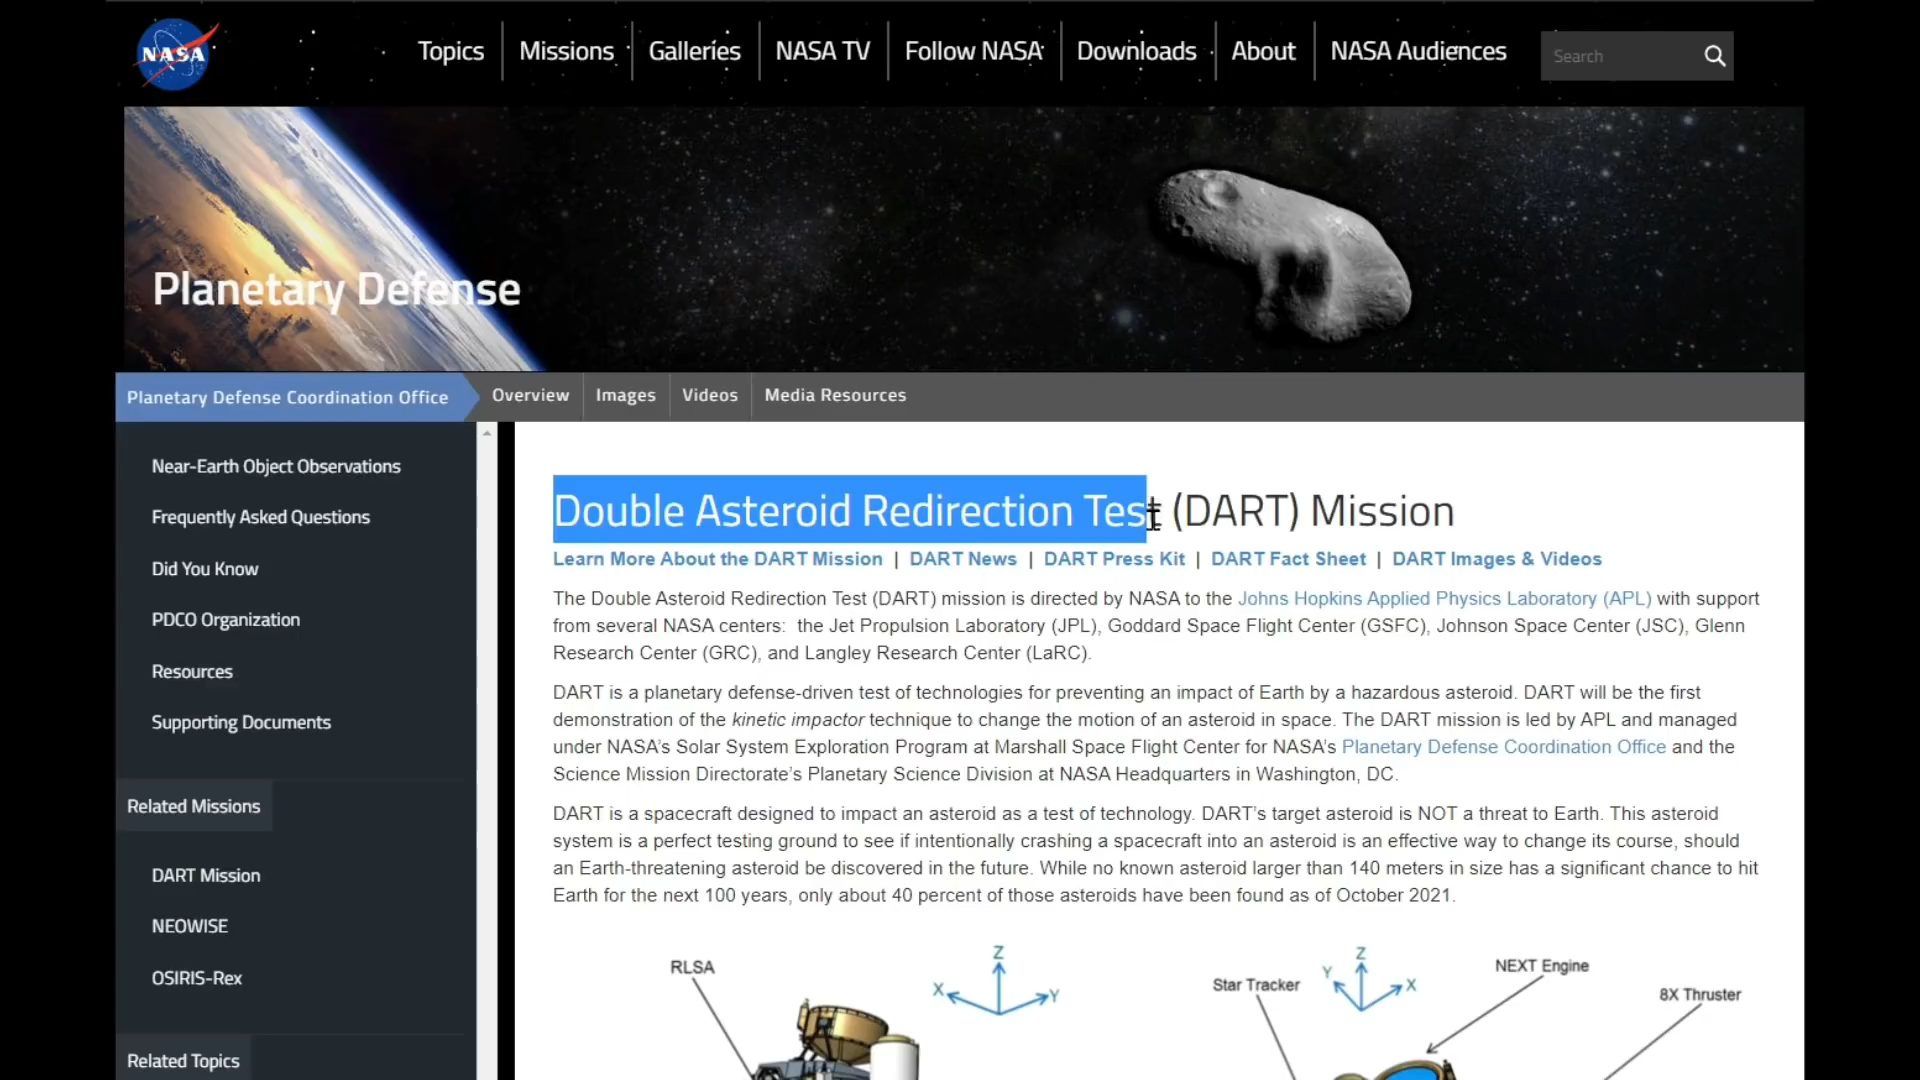 NASA
Topics
Missions
Galleries
NASA TV
Follow NASA
Downloads
About
NASA Audiences
Search
Planetary Defense
Planetary Defense Coordination Office
Overview
Images
Videos
Media Resources
Near-Earth Object Observations
Frequently Asked Questions
Did You Know
PDCO Organization
Resources
Supporting Documents
Related Missions
DART Mission
NEOWISE
OSIRIS-Rex
Related Topics
Double Asteroid Redirection Test (DART) Mission
Learn More About the DART Mission | DART News | DART Press Kit | DART Fact Sheet | DART Images & Videos
The Double Asteroid Redirection Test (DART) mission is directed by NASA to the Johns Hopkins Applied Physics Laboratory (APL) with support
from several NASA centers: the Jet Propulsion Laboratory (JPL), Goddard Space Flight Center (GSFC), Johnson Space Center (JSC), Glenn
Research Center (GRC), and Langley Research Center (LaRC).
DART is a planetary defense-driven test of technologies for preventing an impact of Earth by a hazardous asteroid. DART will be the first
demonstration of the kinetic impactor technique to change the motion of an asteroid in space. The DART mission is led by APL and managed
under NASA’s Solar System Exploration Program at Marshall Space Flight Center for NASA’s Planetary Defense Coordination Office and the
Science Mission Directorate’s Planetary Science Division at NASA Headquarters in Washington, DC.
DART is a spacecraft designed to impact an asteroid as a test of technology. DART’s target asteroid is NOT a threat to Earth. This asteroid
system is a perfect testing ground to see if intentionally crashing a spacecraft into an asteroid is an effective way to change its course, should
an Earth-threatening asteroid be discovered in the future. While no known asteroid larger than 140 meters in size has a significant chance to hit
Earth for the next 100 years, only about 40 percent of those asteroids have been found as of October 2021.
RLSA
Z
X
Y
Star Tracker
Z
Y
X
NEXT Engine
8X Thruster